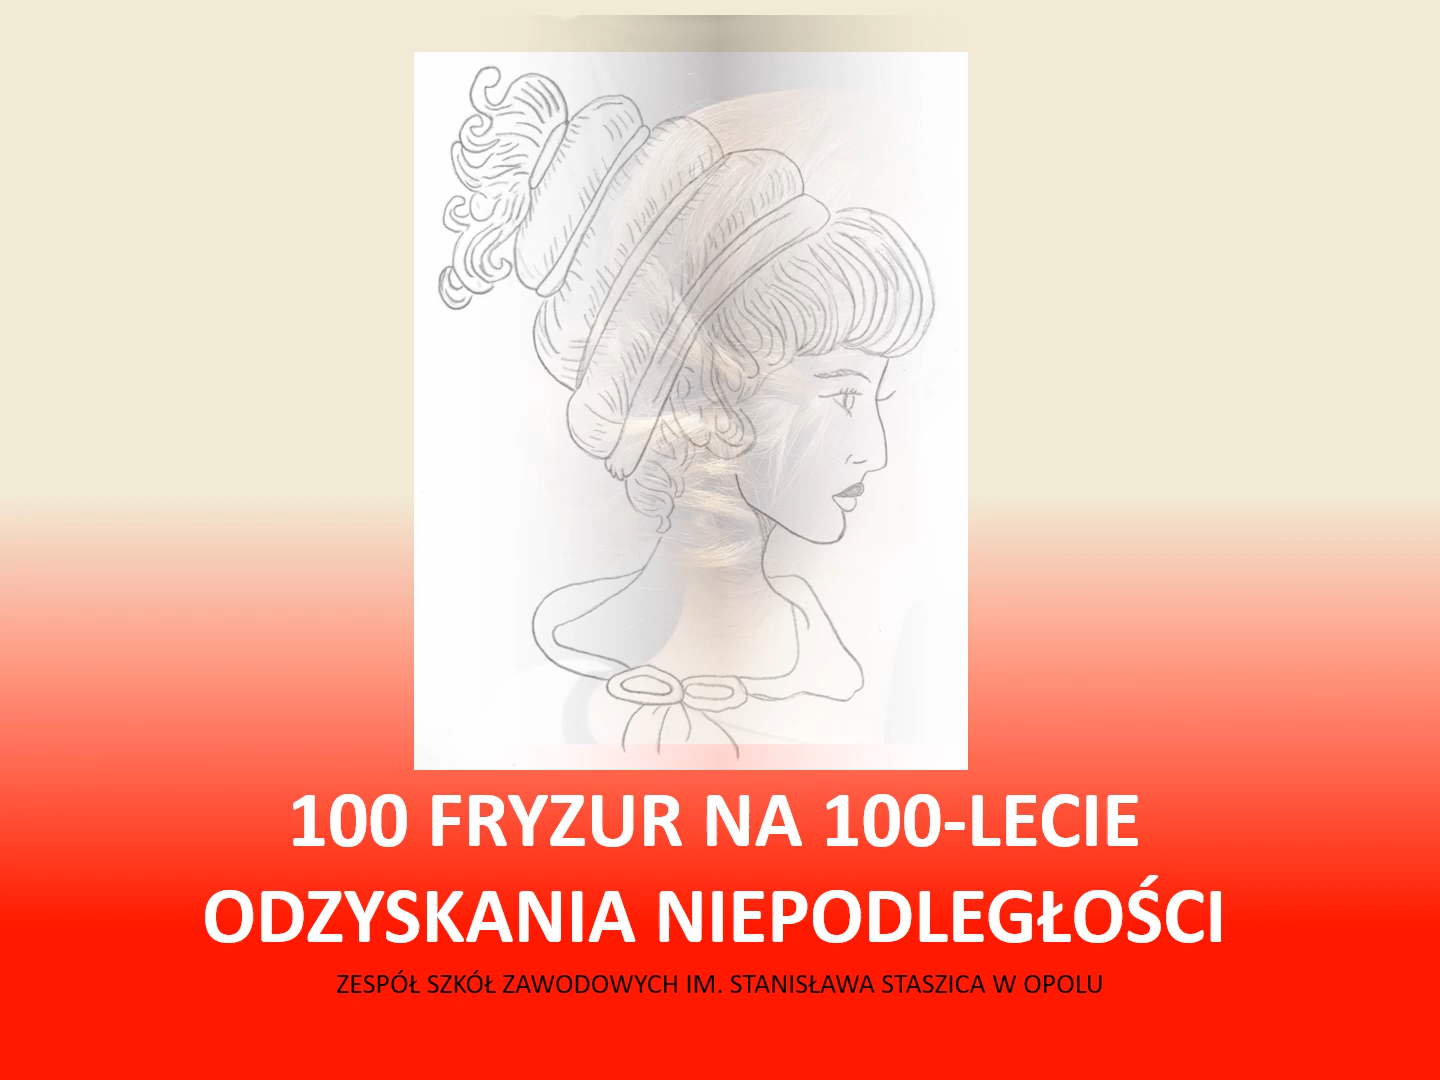 100 FRYZUR NA 100-LECIE
ODZYSKANIA NIEPODLEGŁOŚCI
ZESPÓŁ SZKÓŁ ZAWODOWYCH IM. STANISŁAWA STASZICA W OPOLU